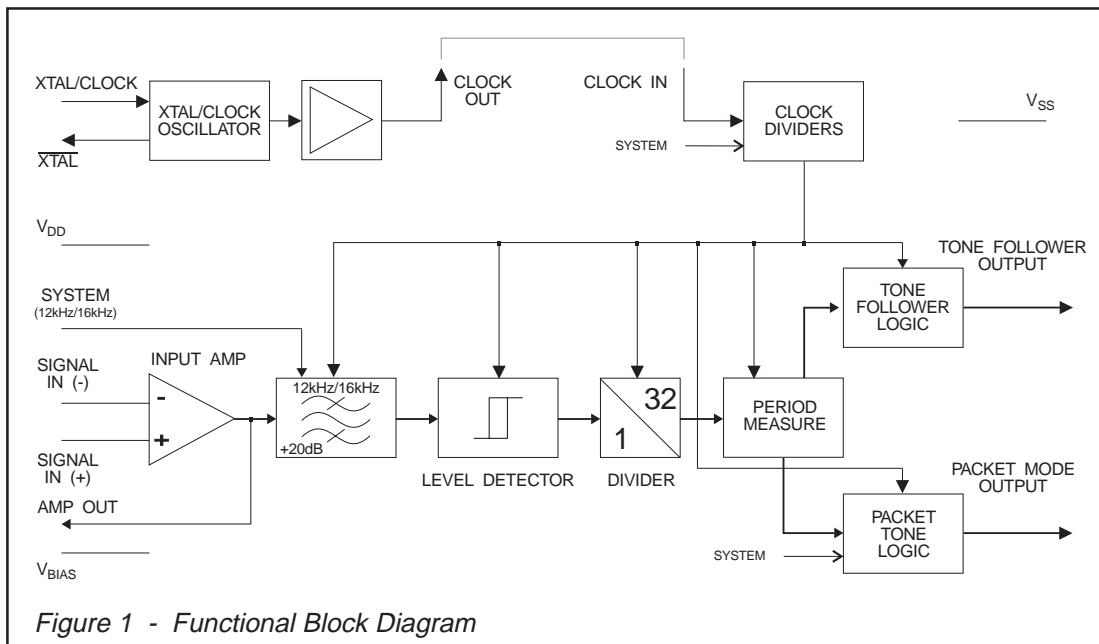 XTAL/CLOCK
XTAL
XTAL/CLOCK
OSCILLATOR
CLOCK
OUT
CLOCK IN
SYSTEM
CLOCK
DIVIDERS
VSS
VDD
SYSTEM
(12kHz/16kHz)
SIGNAL
IN (-)
INPUT AMP
-
+
SIGNAL
IN (+)
AMP OUT
VBIAS
12kHz/16kHz
+20dB
LEVEL DETECTOR
1
32
DIVIDER
PERIOD
MEASURE
TONE
FOLLOWER
LOGIC
TONE FOLLOWER
OUTPUT
PACKET MODE
OUTPUT
PACKET
TONE
LOGIC
SYSTEM
Figure 1 - Functional Block Diagram